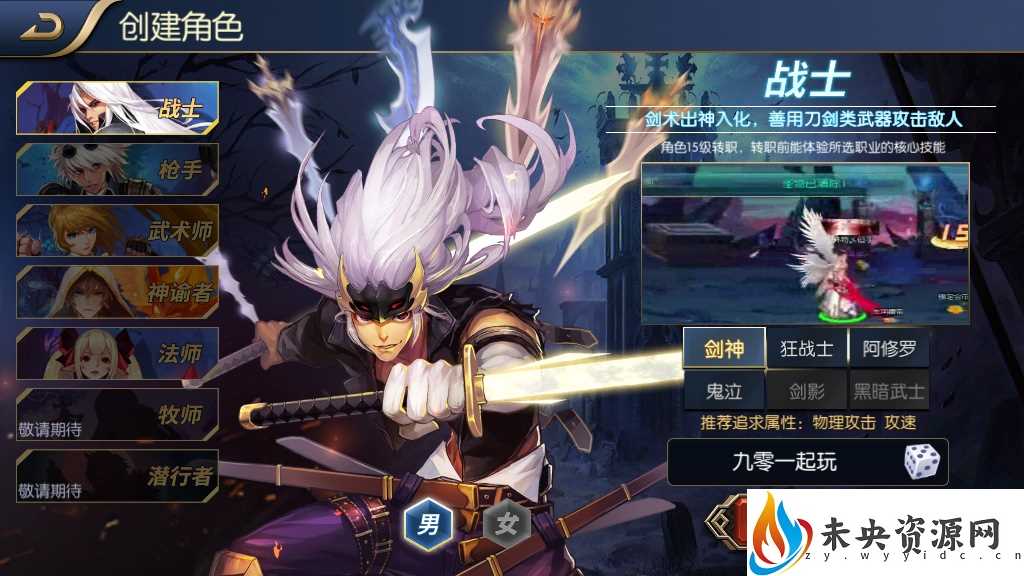 创建角色
战士
枪手
武术师
神谕者
法师
牧师
敬请期待
潜行者
敬请期待
战士
剑术出神入化，善用刀剑类武器攻击敌人
角色15级转职，转职前能体验所选职业的核心技能
剑神 狂战士 阿修罗
鬼泣 剑影 黑暗武士
推荐追求属性：物理攻击 攻速
九零一起玩
男 女
未央资源网
zy.wyyidc.cn